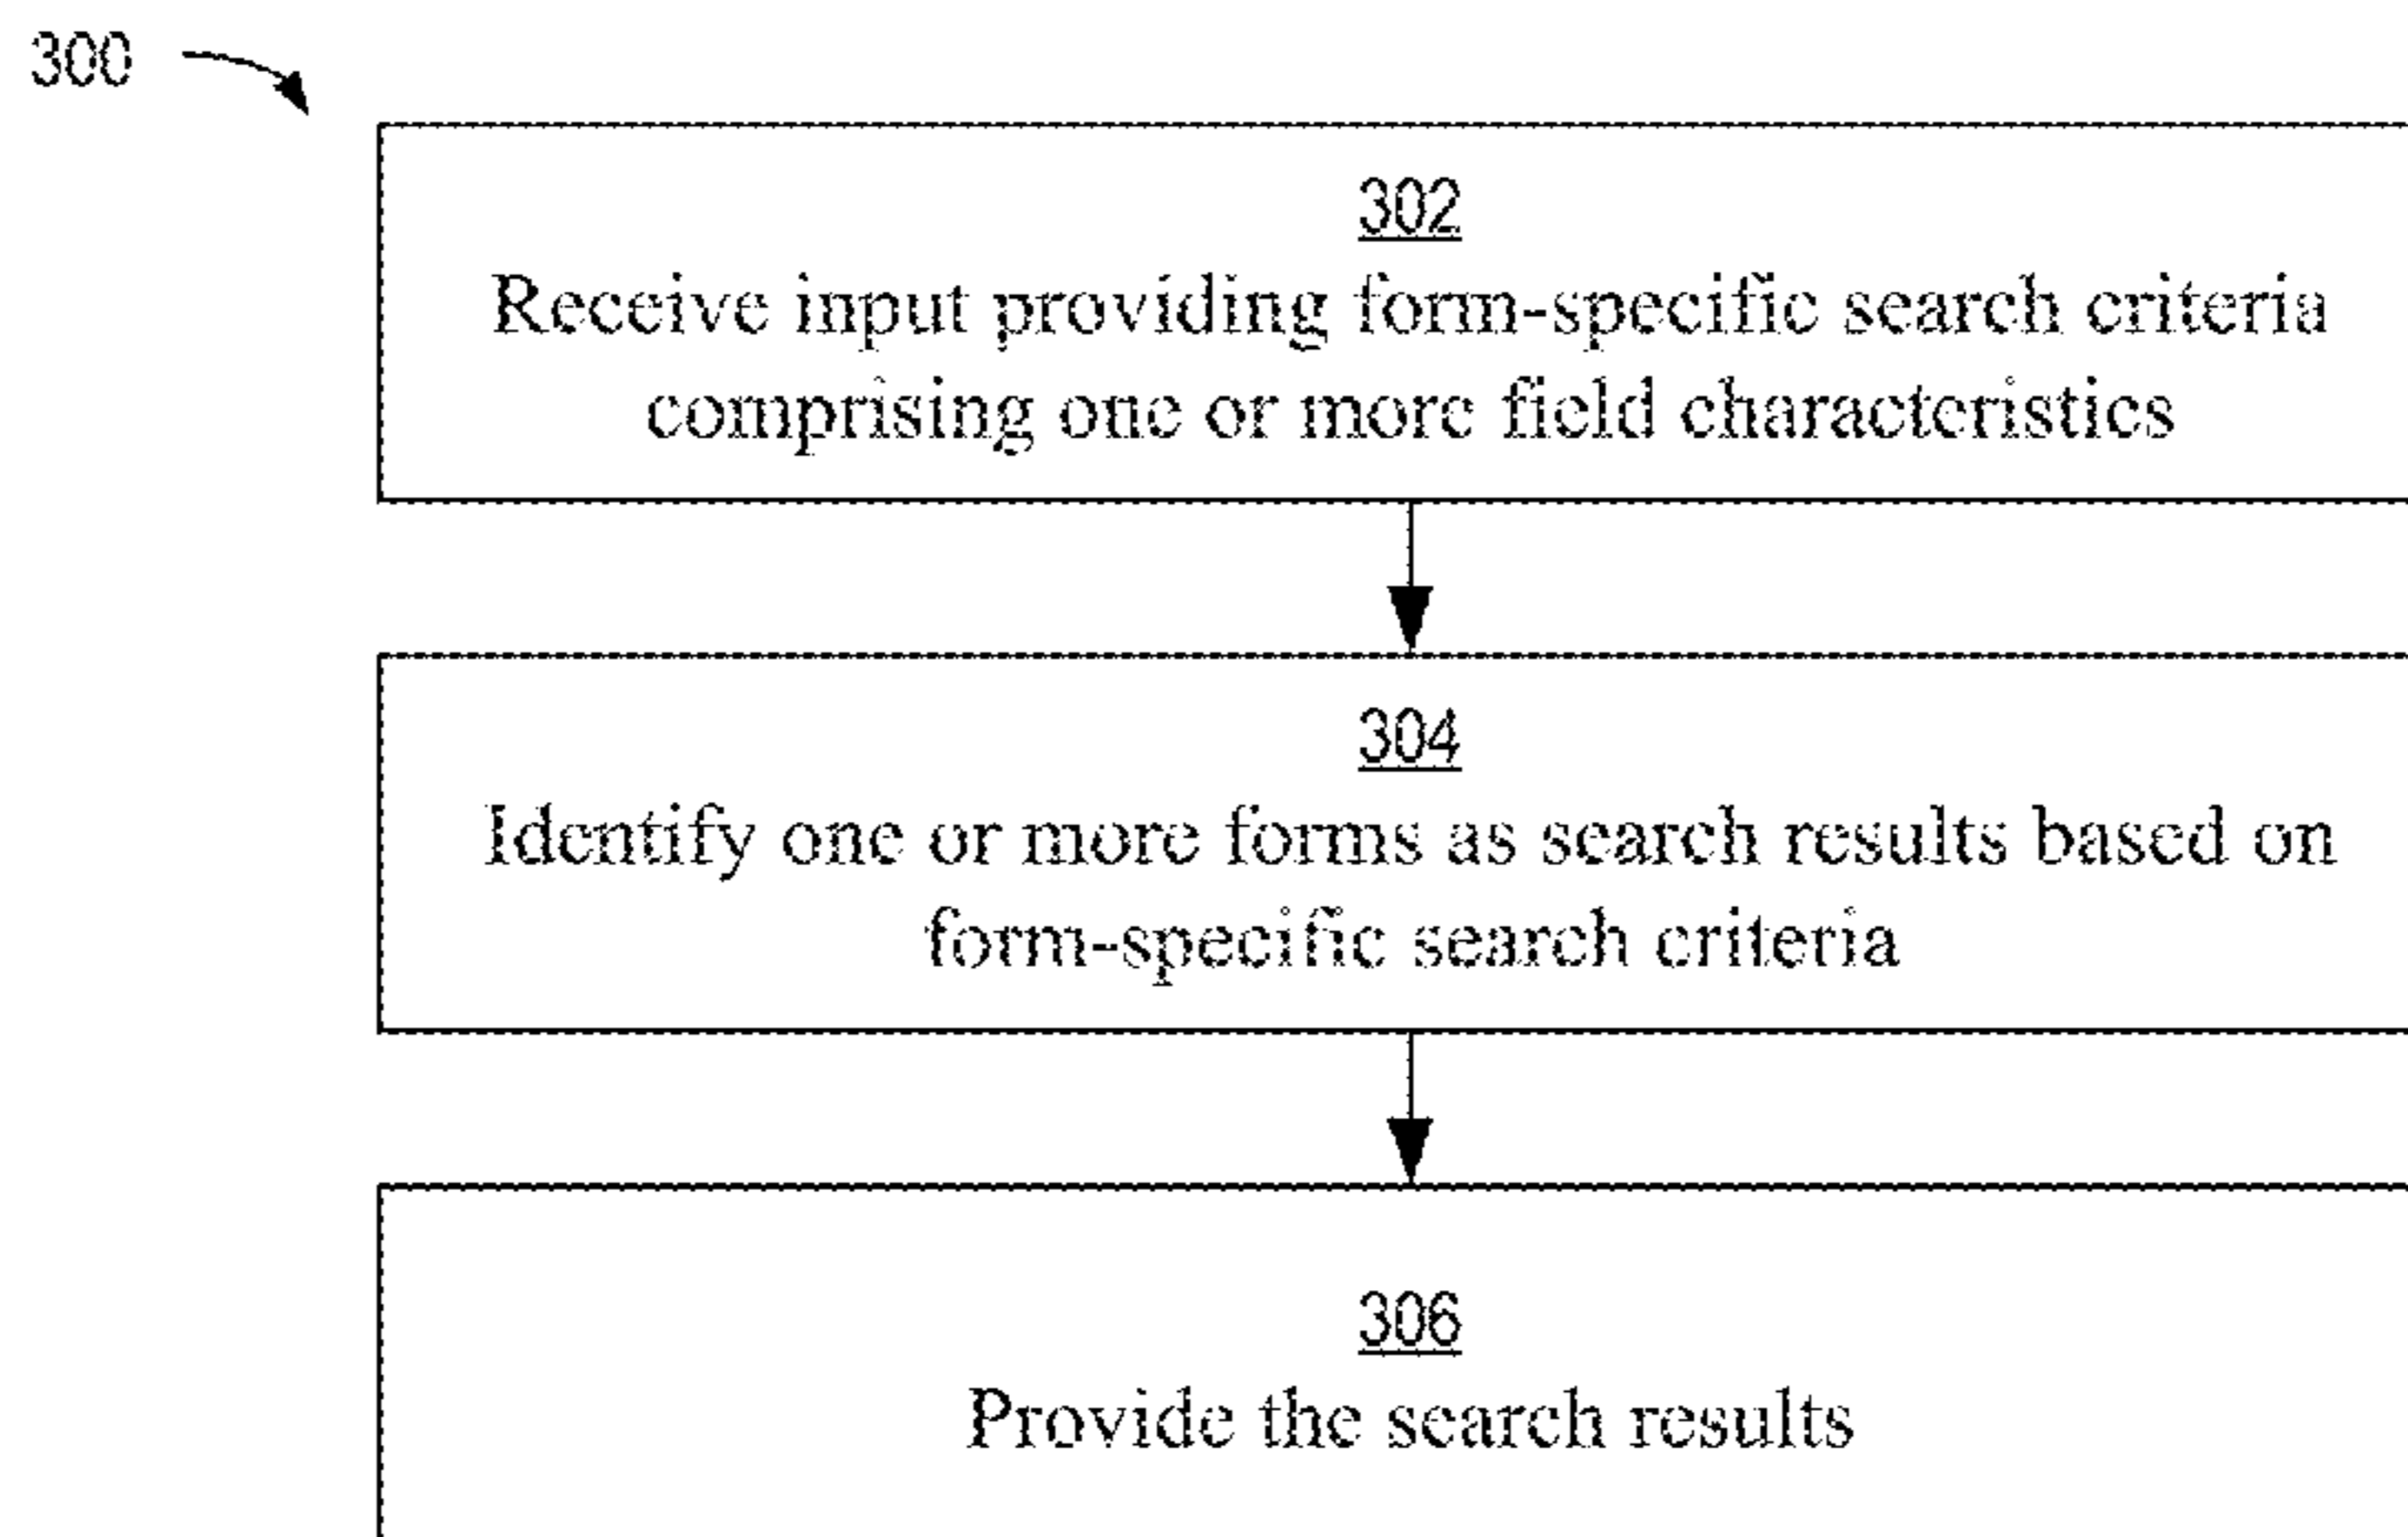 300
302
Receive input providing form-specific search criteria
comprising one or more field characteristics
304
Identify one or more forms as search results based on
form-specific search criteria
306
Provide the search results